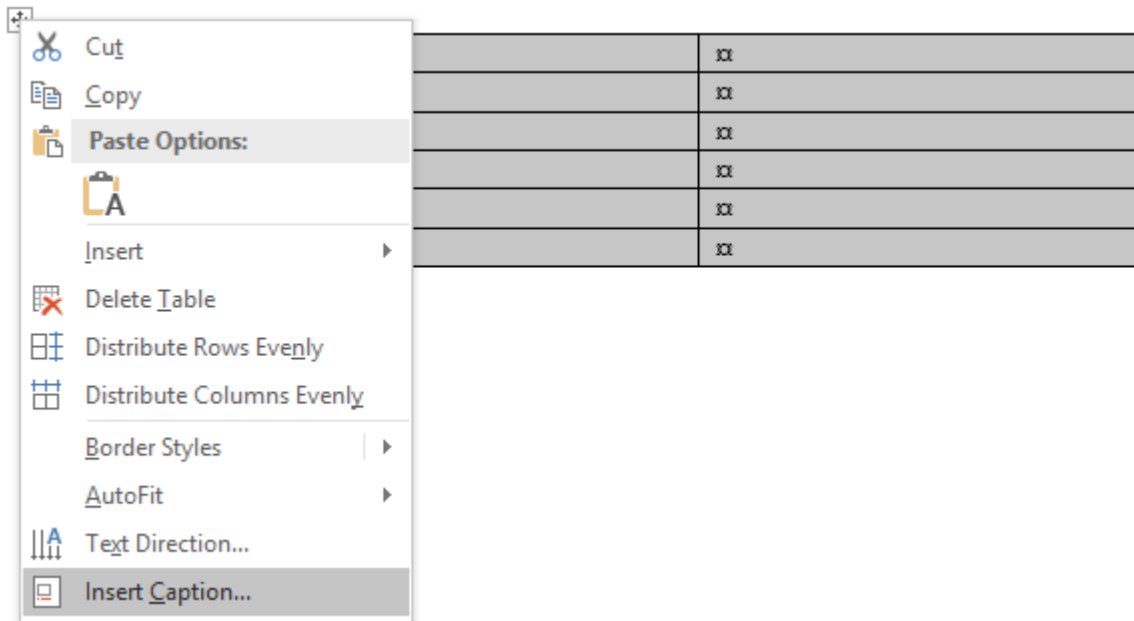 Cut
Copy
Paste Options:
A
Insert
Delete Table
Distribute Rows Evenly
Distribute Columns Evenly
Border Styles
AutoFit
Text Direction...
Insert Caption...
¤
¤
¤
¤
¤
¤